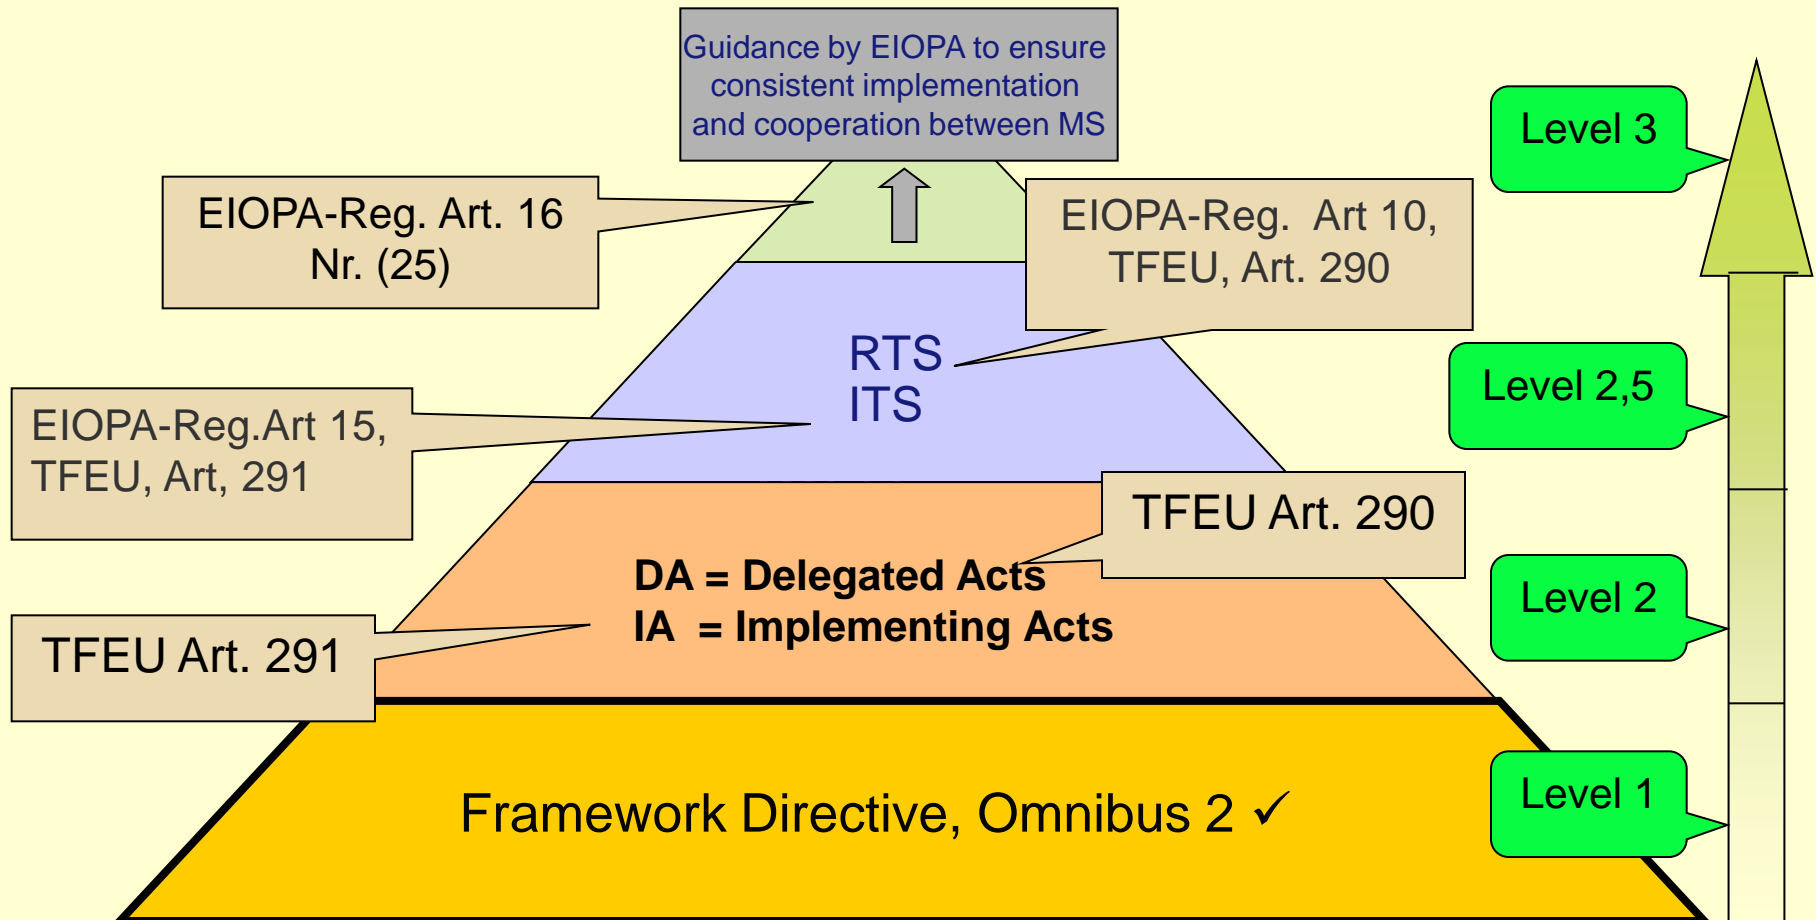 Guidance by EIOPA to ensure
consistent implementation
and cooperation between MS
Level 3
EIOPA-Reg. Art. 16
Nr. (25)
EIOPA-Reg. Art 10,
TFEU, Art. 290
RTS
ITS
Level 2,5
EIOPA-Reg.Art 15,
TFEU, Art, 291
TFEU Art. 290
DA = Delegated Acts
IA = Implementing Acts
Level 2
TFEU Art. 291
Framework Directive, Omnibus 2 ✓
Level 1